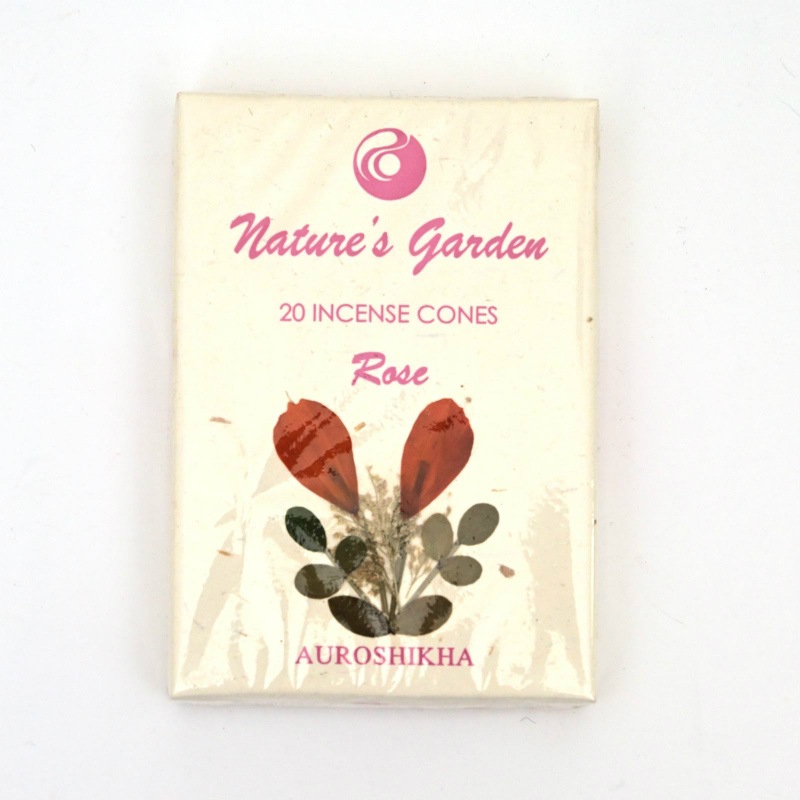 Nature's Garden
20 INCENSE CONES
Rose
AUROSHIKHA